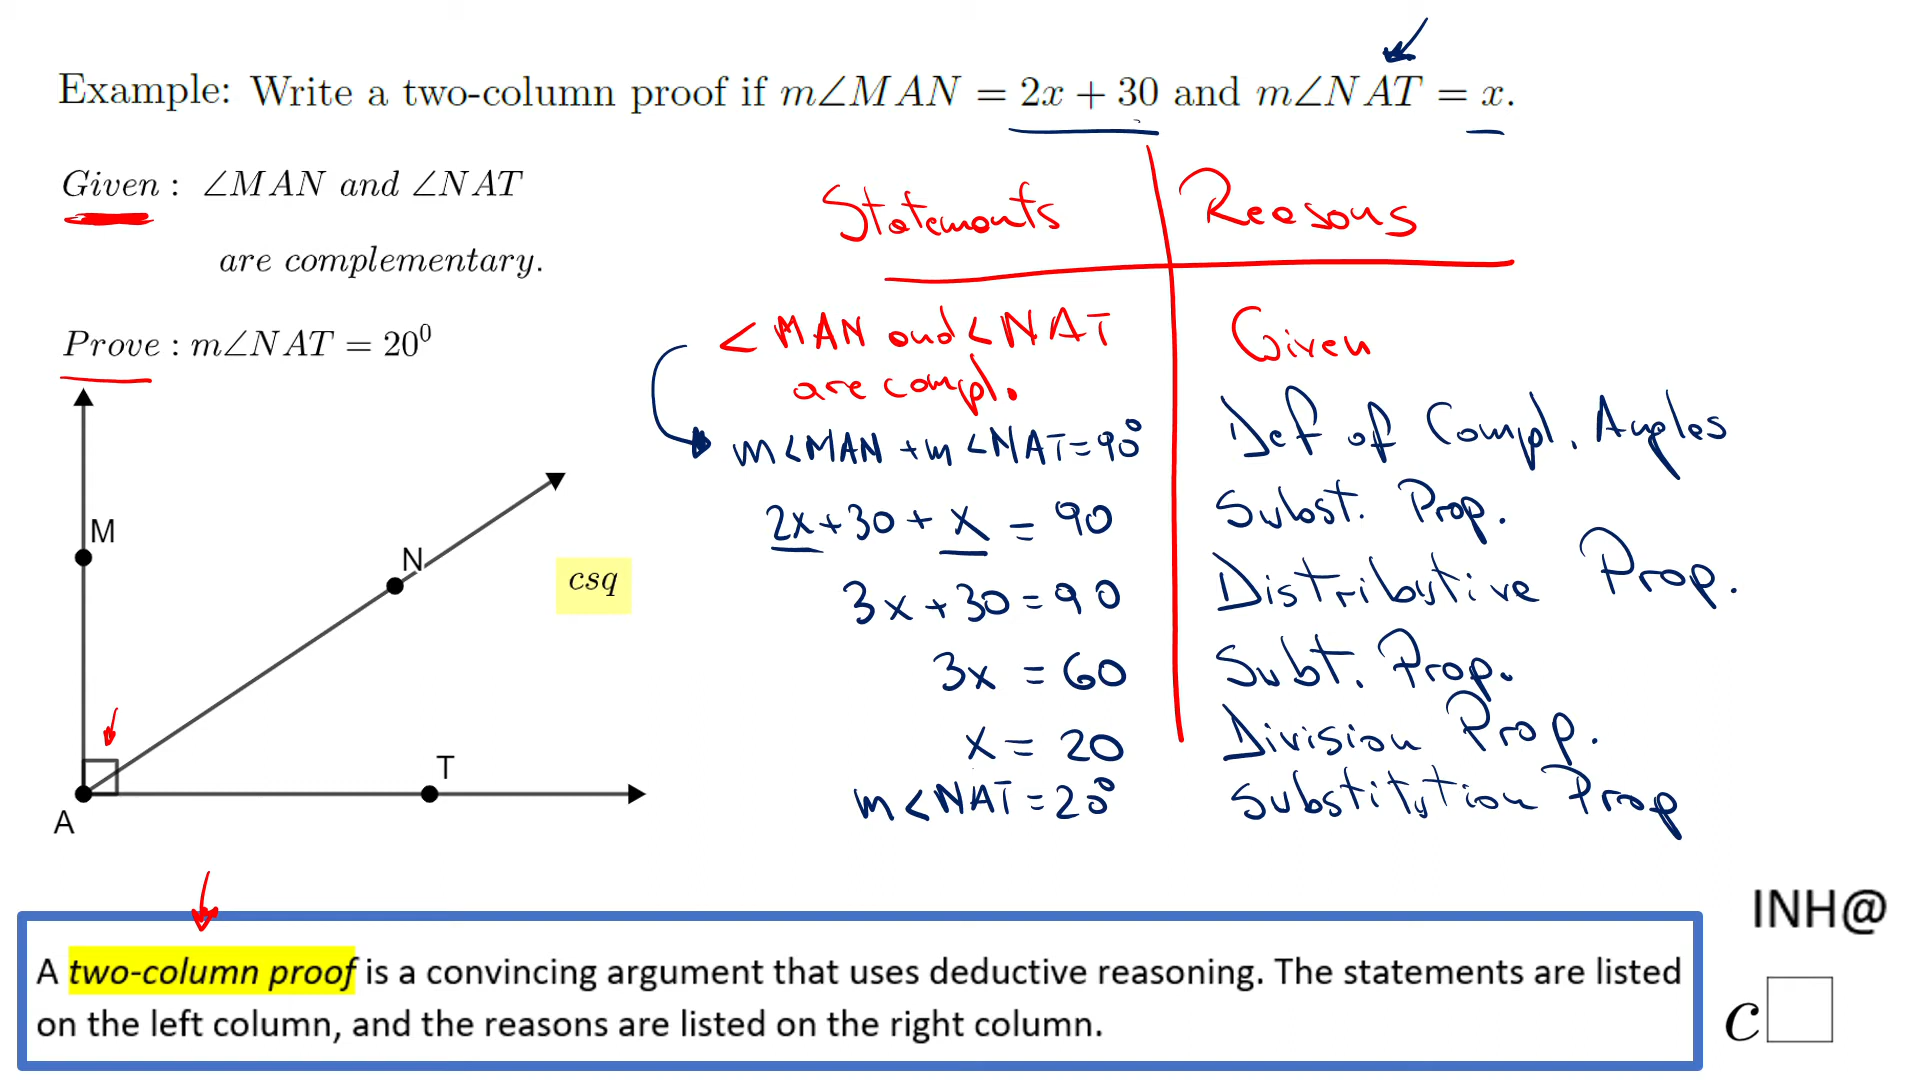 Example: Write a two-column proof if m∠MAN = 2x + 30 and m∠NAT = x.
Given : ∠MAN and ∠NAT
are complementary.
Prove : m∠NAT = 20⁰
Statements Reasons
∠MAN and ∠NAT Given
are compl.
m∠MAN + m∠NAT = 90° Def of Compl. Angles
2x + 30 + x = 90 Subst. Prop.
3x + 30 = 90 Distributive Prop.
3x = 60 Subt. Prop.
x = 20 Division Prop.
m∠NAT = 20° Substitution Prop
M
N
csq
T
A
A two-column proof is a convincing argument that uses deductive reasoning. The statements are listed
on the left column, and the reasons are listed on the right column.
INH@
c